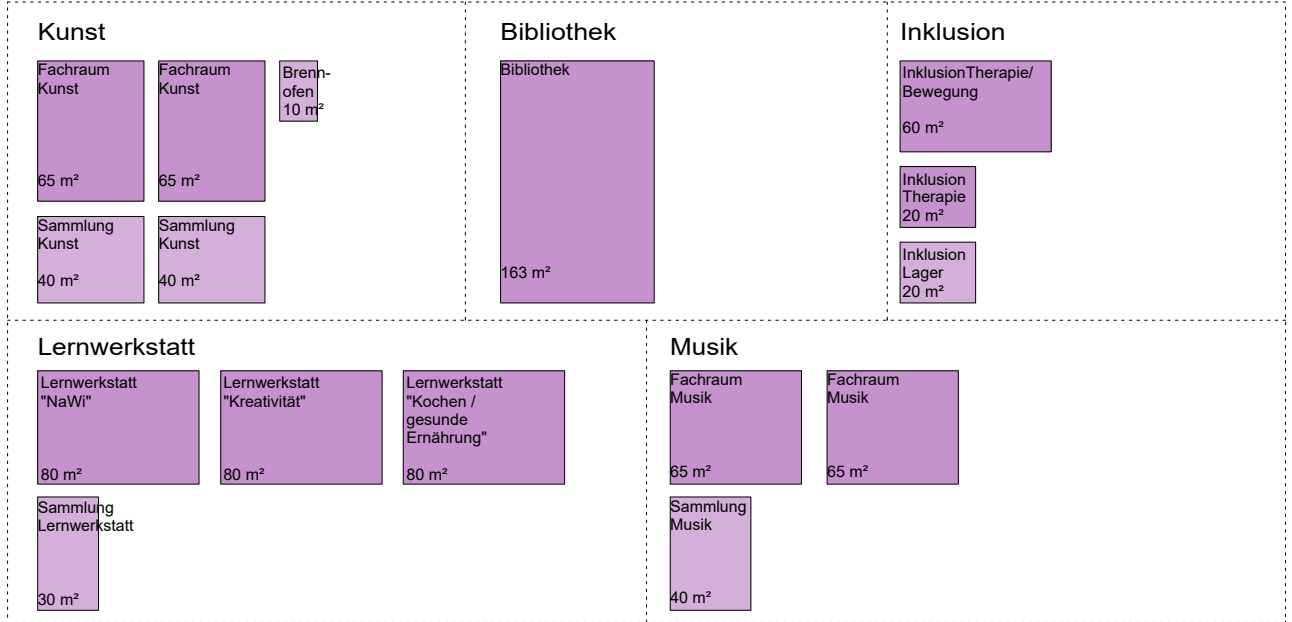 Kunst
Fachraum
Kunst
65 m²
Fachraum
Kunst
65 m²
Brenn-
ofen
10 m²
Sammlung
Kunst
40 m²
Sammlung
Kunst
40 m²
Bibliothek
Bibliothek
163 m²
Inklusion
InklusionTherapie/
Bewegung
60 m²
Inklusion
Therapie
20 m²
Inklusion
Lager
20 m²
Lernwerkstatt
Lernwerkstatt
"NaWi"
80 m²
Lernwerkstatt
"Kreativität"
80 m²
Lernwerkstatt
"Kochen /
gesunde
Ernährung"
80 m²
Sammlung
Lernwerkstatt
30 m²
Musik
Fachraum
Musik
65 m²
Fachraum
Musik
65 m²
Sammlung
Musik
40 m²